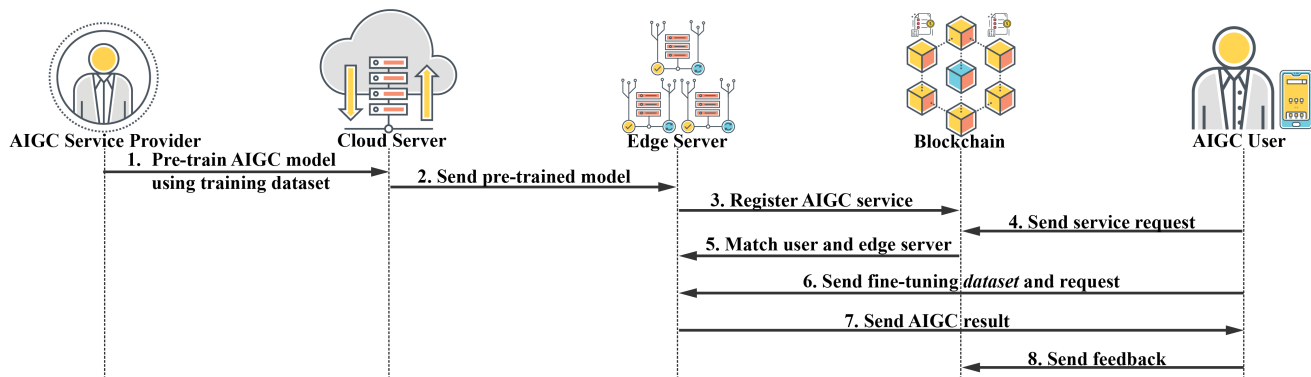 AIGC Service Provider
Cloud Server
Edge Server
Blockchain
AIGC User
1. Pre-train AIGC model
using training dataset
2. Send pre-trained model
3. Register AIGC service
4. Send service request
5. Match user and edge server
6. Send fine-tuning dataset and request
7. Send AIGC result
8. Send feedback